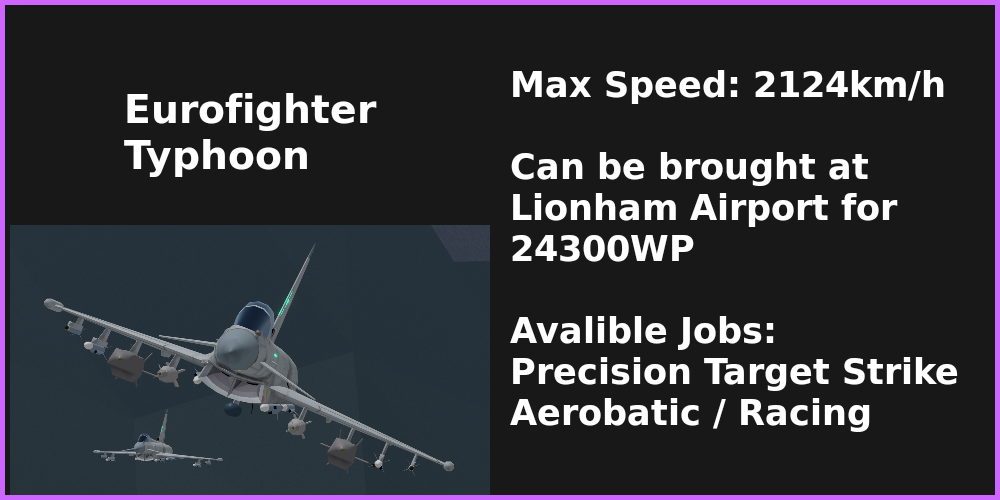 Eurofighter
Typhoon
Max Speed: 2124km/h
Can be brought at
Lionham Airport for
24300WP
Avalible Jobs:
Precision Target Strike
Aerobatic / Racing